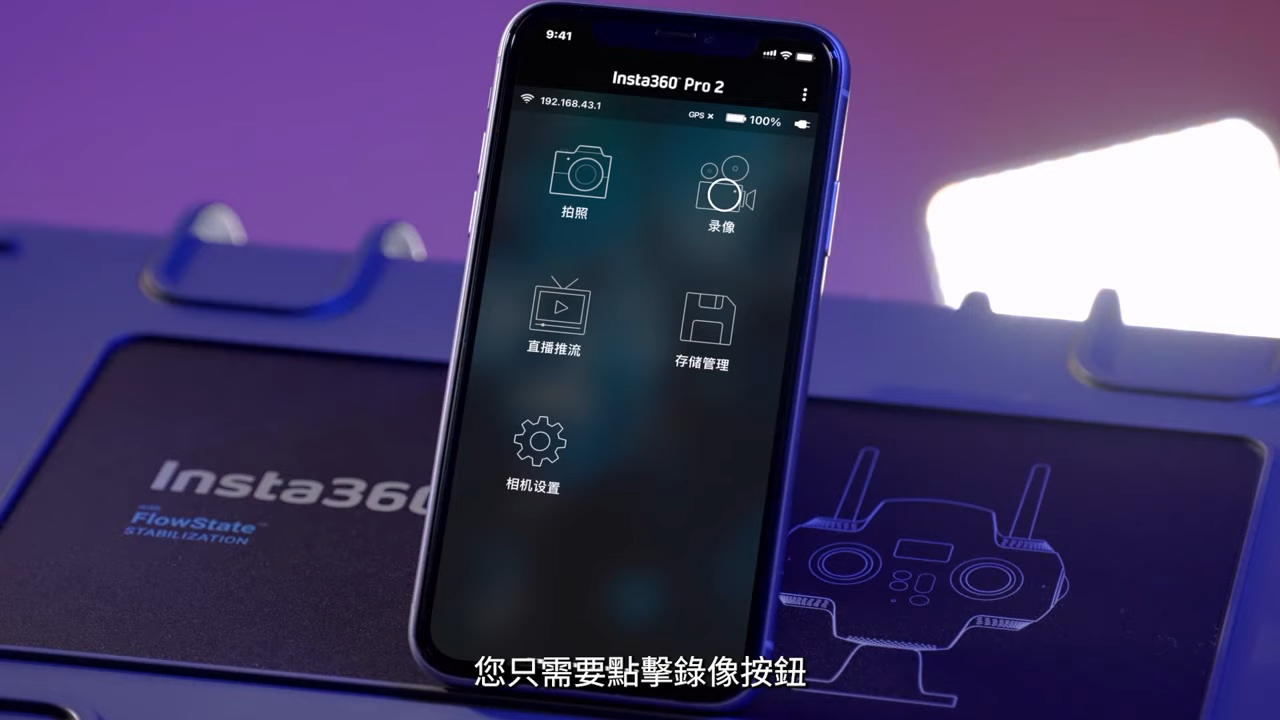 9:41
Insta360 Pro 2
192.168.43.1
GPS × 100%
拍照
录像
直播推流
存储管理
相机设置
Insta360
FlowState™
STABILIZATION
您只需要點擊錄像按鈕